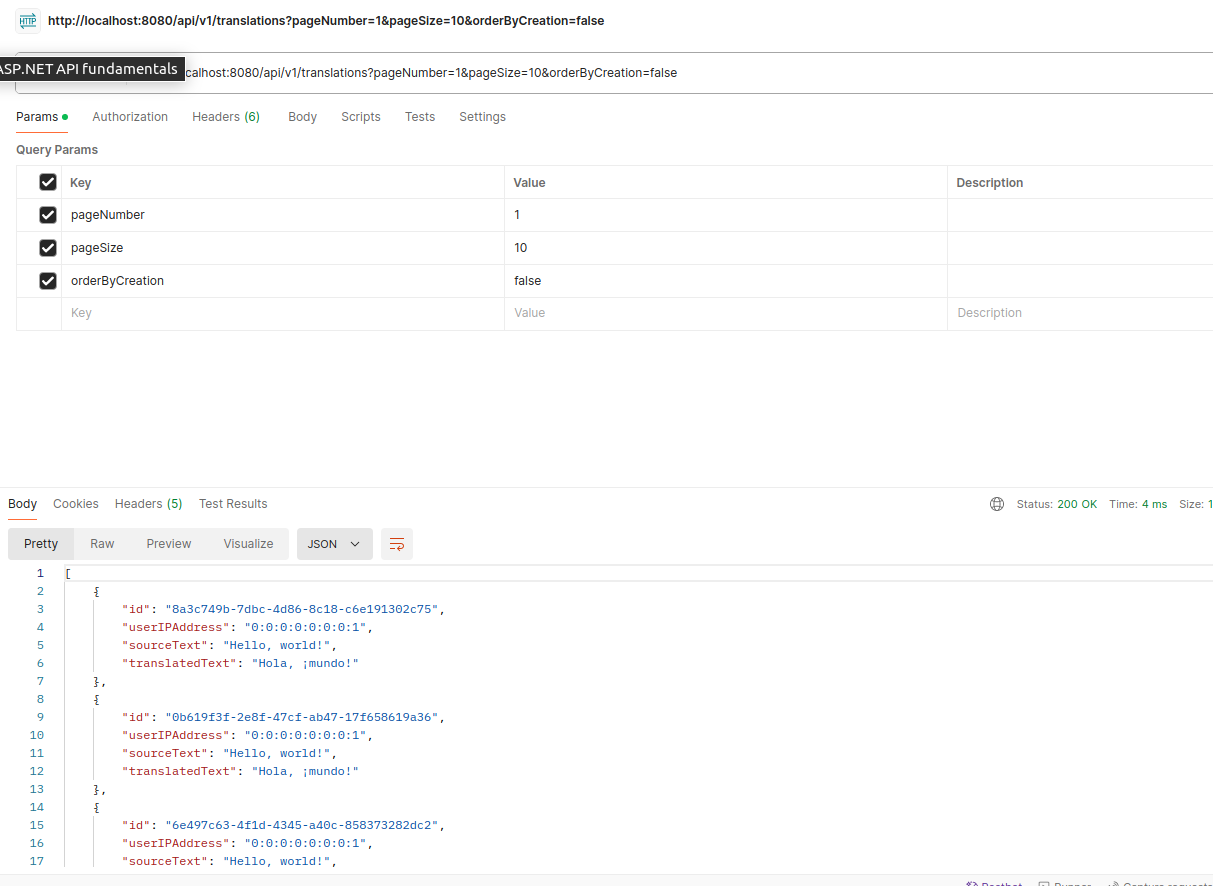 HTTP http://localhost:8080/api/v1/translations?pageNumber=1&pageSize=10&orderByCreation=false
ASP.NET API fundamentals calhost:8080/api/v1/translations?pageNumber=1&pageSize=10&orderByCreation=false
Params Authorization Headers (6) Body Scripts Tests Settings
Query Params
Key Value Description
pageNumber 1
pageSize 10
orderByCreation false
Key Value Description
Body Cookies Headers (5) Test Results Status: 200 OK Time: 4 ms Size: 1
Pretty Raw Preview Visualize JSON
1 [
2 {
3 "id": "8a3c749b-7dbc-4d86-8c18-c6e191302c75",
4 "userIPAddress": "0:0:0:0:0:0:0:1",
5 "sourceText": "Hello, world!",
6 "translatedText": "Hola, ¡mundo!"
7 },
8 {
9 "id": "0b619f3f-2e8f-47cf-ab47-17f658619a36",
10 "userIPAddress": "0:0:0:0:0:0:0:1",
11 "sourceText": "Hello, world!",
12 "translatedText": "Hola, ¡mundo!"
13 },
14 {
15 "id": "6e497c63-4f1d-4345-a40c-858373282dc2",
16 "userIPAddress": "0:0:0:0:0:0:0:1",
17 "sourceText": "Hello, world!",
Postbot Runner Capture requests